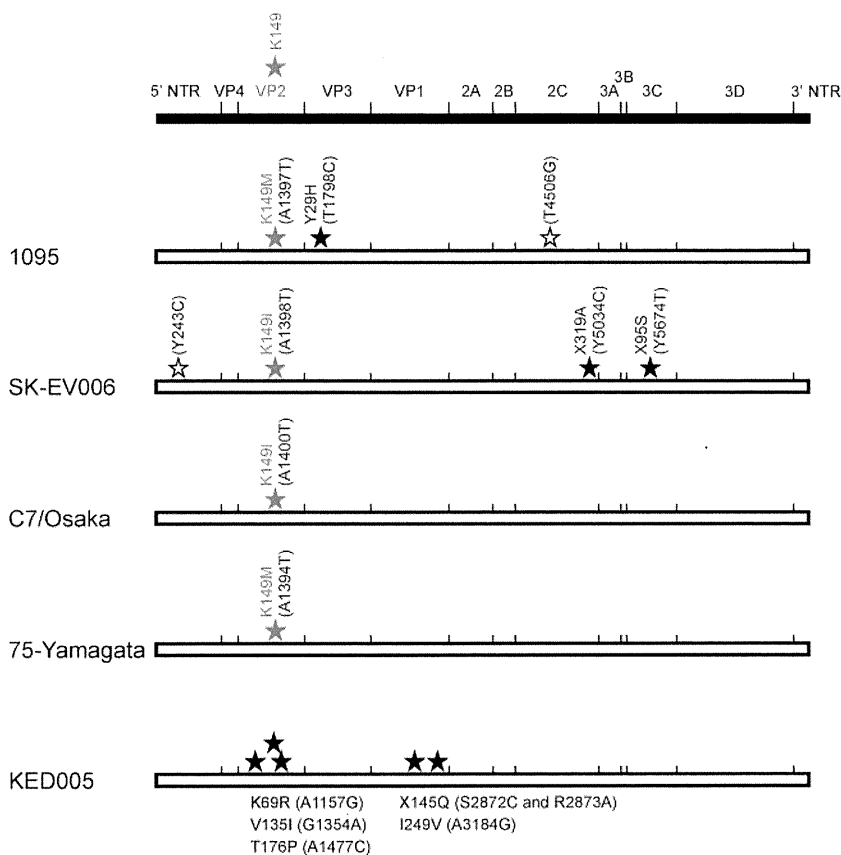 K149
3B
5' NTR VP4 VP2 VP3 VP1 2A 2B 2C 3A 3C 3D 3' NTR
K149M
(A1397T)
Y29H
(T1798C)
(T4506G)
1095
(Y243C)
K149I
(A1398T)
X319A
(Y5034C)
X95S
(Y5674T)
SK-EV006
K149I
(A1400T)
C7/Osaka
K149M
(A1394T)
75-Yamagata
KED005
K69R (A1157G)
V135I (G1354A)
T176P (A1477C)
X145Q (S2872C and R2873A)
I249V (A3184G)